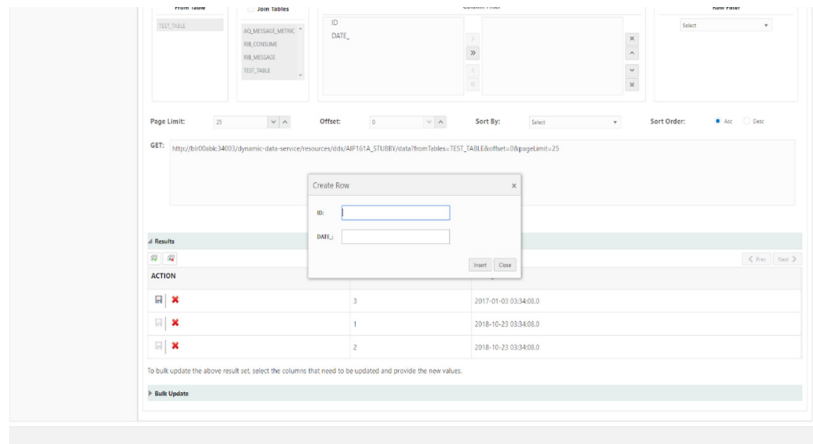 From Table
Join Tables
Column Filter
Row Filter
TEST_TABLE
AQ_MESSAGE_METRIC
RIB_CONSUME
RIB_MESSAGE
TEST_TABLE
ID
DATE_
Select
Page Limit: 25
Offset: 0
Sort By: Select
Sort Order: Asc Desc
GET: http://blr00ablc:34003/dynamic-data-service/resources/dds/AIP161A_STUBBY/data?fromTables=TEST_TABLE&offset=0&pageLimit=25
Create Row
ID:
DATE_:
Insert Close
Results
Prev Next
ACTION
3 2017-01-03 03:34:08.0
1 2018-10-23 03:34:08.0
2 2018-10-23 03:34:08.0
To bulk update the above result set, select the columns that need to be updated and provide the new values.
Bulk Update